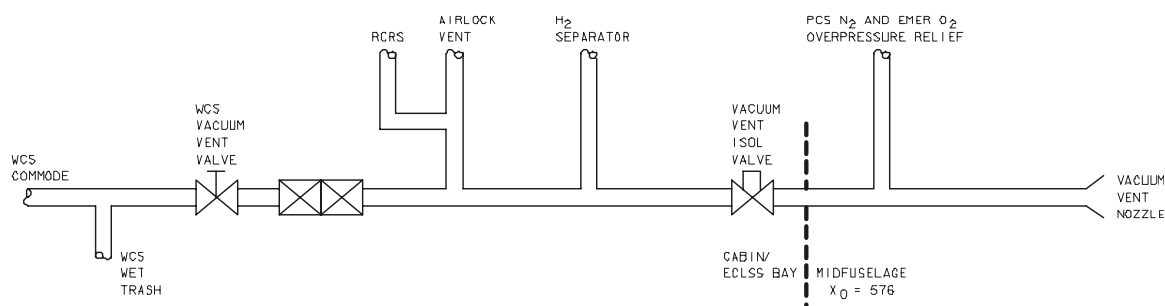 RCRS
AIRLOCK
VENT
H2
SEPARATOR
PCS N2 AND EMER O2
OVERPRESSURE RELIEF
WCS
VACUUM
VENT
VALVE
VACUUM
VENT
ISOL
VALVE
WCS
COMMODE
VACUUM
VENT
NOZZLE
WCS
WET
TRASH
CABIN/
ECLSS BAY
MIDFUSELAGE
XO = 576